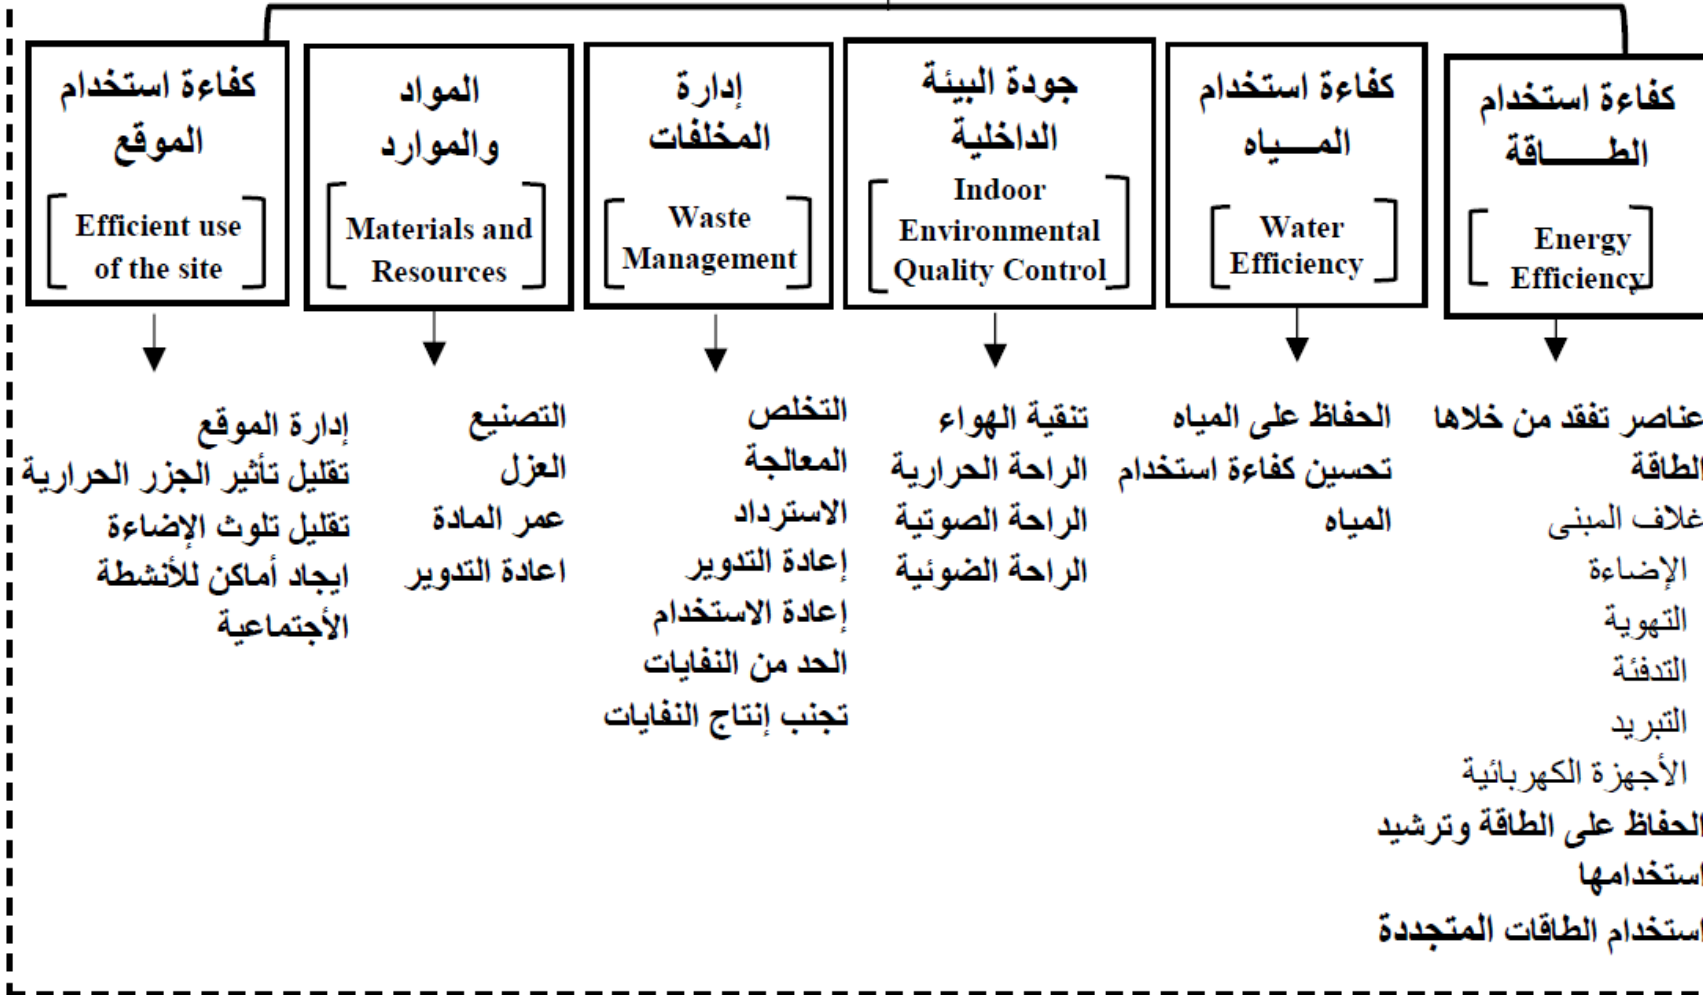 كفاءة استخدام
الطـــــاقة
Energy
Efficiency
كفاءة استخدام
المـــياه
Water
Efficiency
جودة البيئة
الداخلية
Indoor
Environmental
Quality Control
إدارة
المخلفات
Waste
Management
المواد
والموارد
Materials and
Resources
كفاءة استخدام
الموقع
Efficient use
of the site
عناصر تفقد من خلاها
الطاقة
غلاف المبنى
الإضاءة
التهوية
التدفئة
التبريد
الأجهزة الكهربائية
الحفاظ على الطاقة وترشيد
استخدامها
استخدام الطاقات المتجددة
الحفاظ على المياه
تحسين كفاءة استخدام
المياه
تنقية الهواء
الراحة الحرارية
الراحة الصوتية
الراحة الضوئية
التخلص
المعالجة
الاسترداد
إعادة التدوير
إعادة الاستخدام
الحد من النفايات
تجنب إنتاج النفايات
التصنيع
العزل
عمر المادة
اعادة التدوير
إدارة الموقع
تقليل تأثير الجزر الحرارية
تقليل تلوث الإضاءة
ايجاد أماكن للأنشطة
الأجتماعية